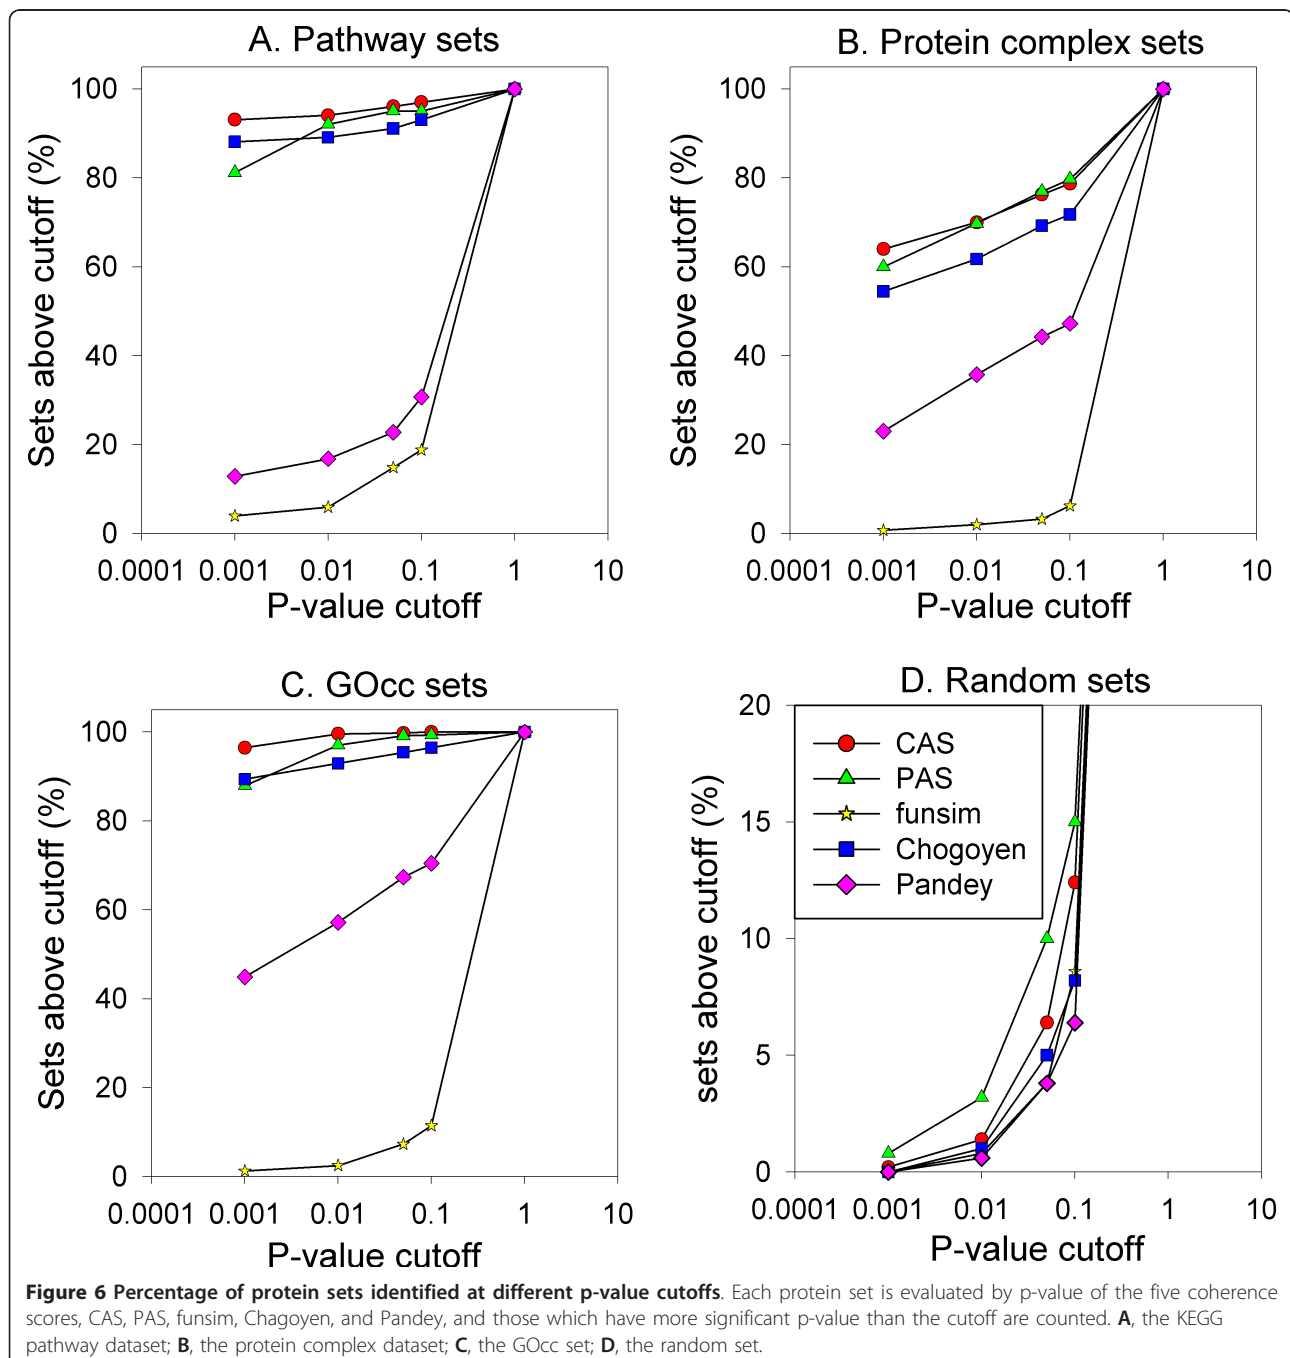 A. Pathway sets
100
80
60
40
20
0
Sets above cutoff (%)
0.0001 0.001 0.01 0.1 1 10
P-value cutoff
B. Protein complex sets
100
80
60
40
20
0
Sets above cutoff (%)
0.0001 0.001 0.01 0.1 1 10
P-value cutoff
C. GOcc sets
100
80
60
40
20
0
Sets above cutoff (%)
0.0001 0.001 0.01 0.1 1 10
P-value cutoff
D. Random sets
20
15
10
5
0
sets above cutoff (%)
CAS
PAS
funsim
Chogoyen
Pandey
0.0001 0.001 0.01 0.1 1 10
P-value cutoff
Figure 6 Percentage of protein sets identified at different p-value cutoffs. Each protein set is evaluated by p-value of the five coherence
scores, CAS, PAS, funsim, Chagoyen, and Pandey, and those which have more significant p-value than the cutoff are counted. A, the KEGG
pathway dataset; B, the protein complex dataset; C, the GOcc set; D, the random set.